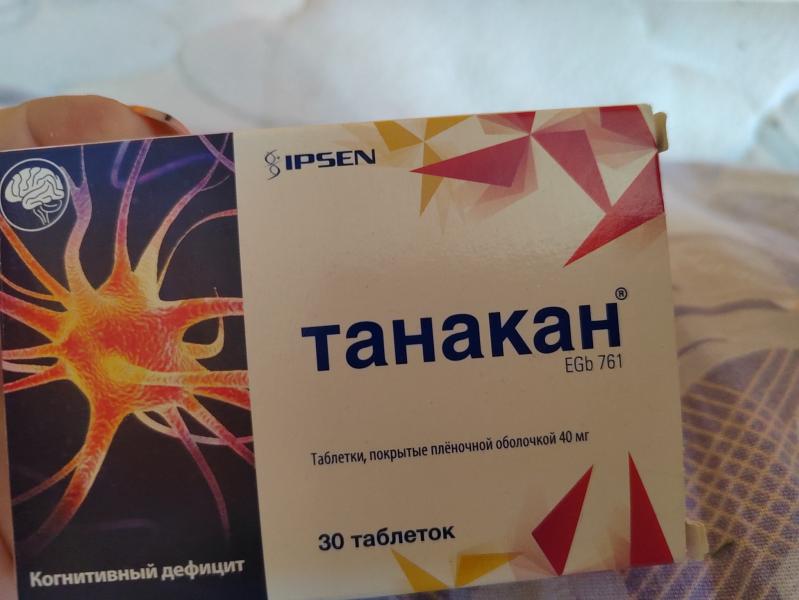 IPSEN
танакан®
EGb 761
Таблетки, покрытые плёночной оболочкой 40 мг
30 таблеток
Когнитивный дефицит